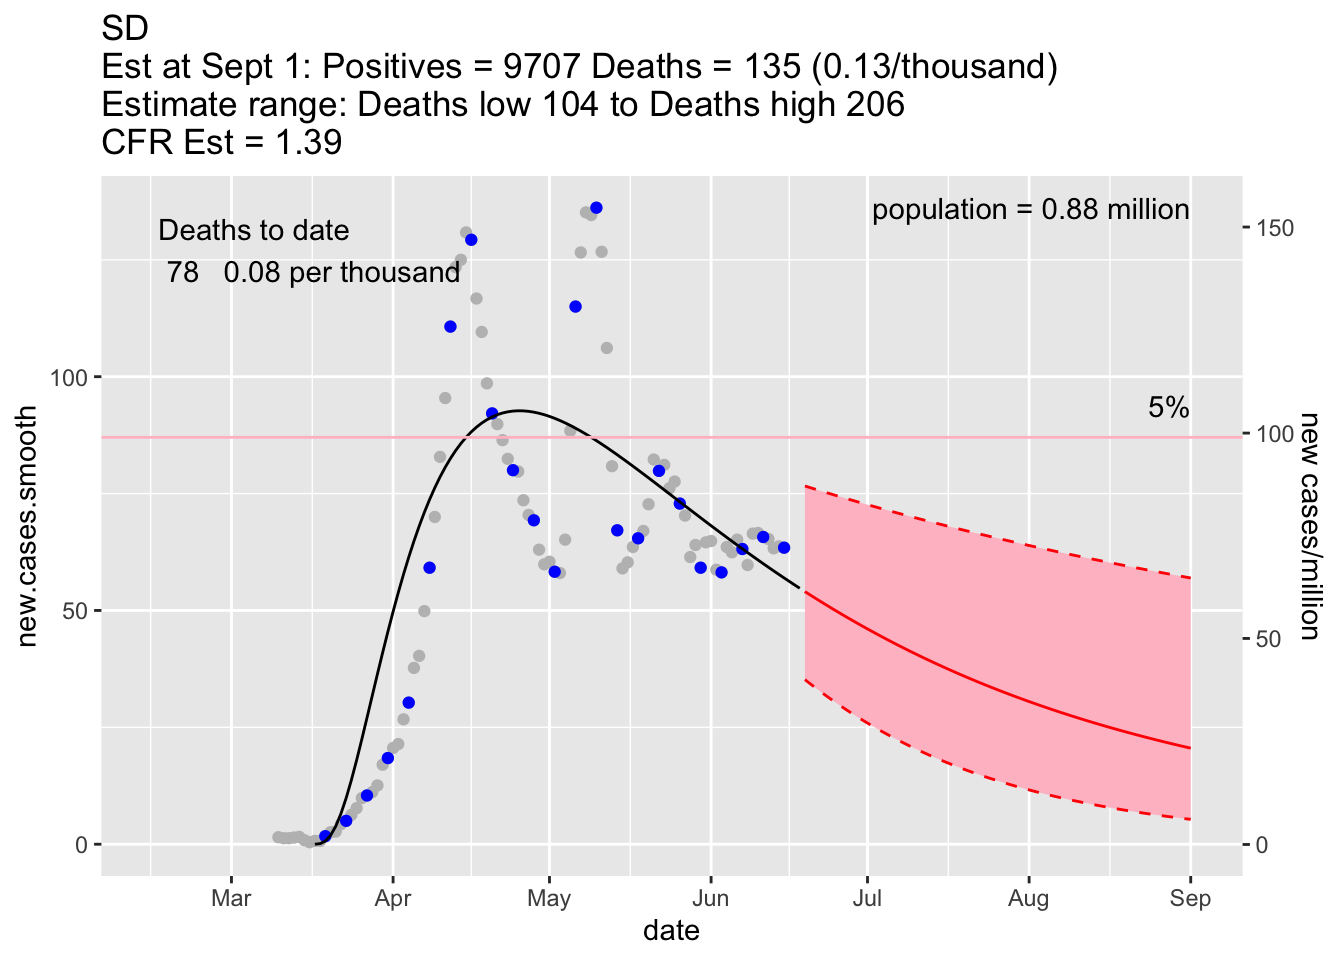 SD
Est at Sept 1: Positives = 9707 Deaths = 135 (0.13/thousand)
Estimate range: Deaths low 104 to Deaths high 206
CFR Est = 1.39
Deaths to date
78 0.08 per thousand
population = 0.88 million
5%
new.cases.smooth
100
50
0
150
100
50
0
new cases/million
Mar Apr May Jun Jul Aug Sep
date